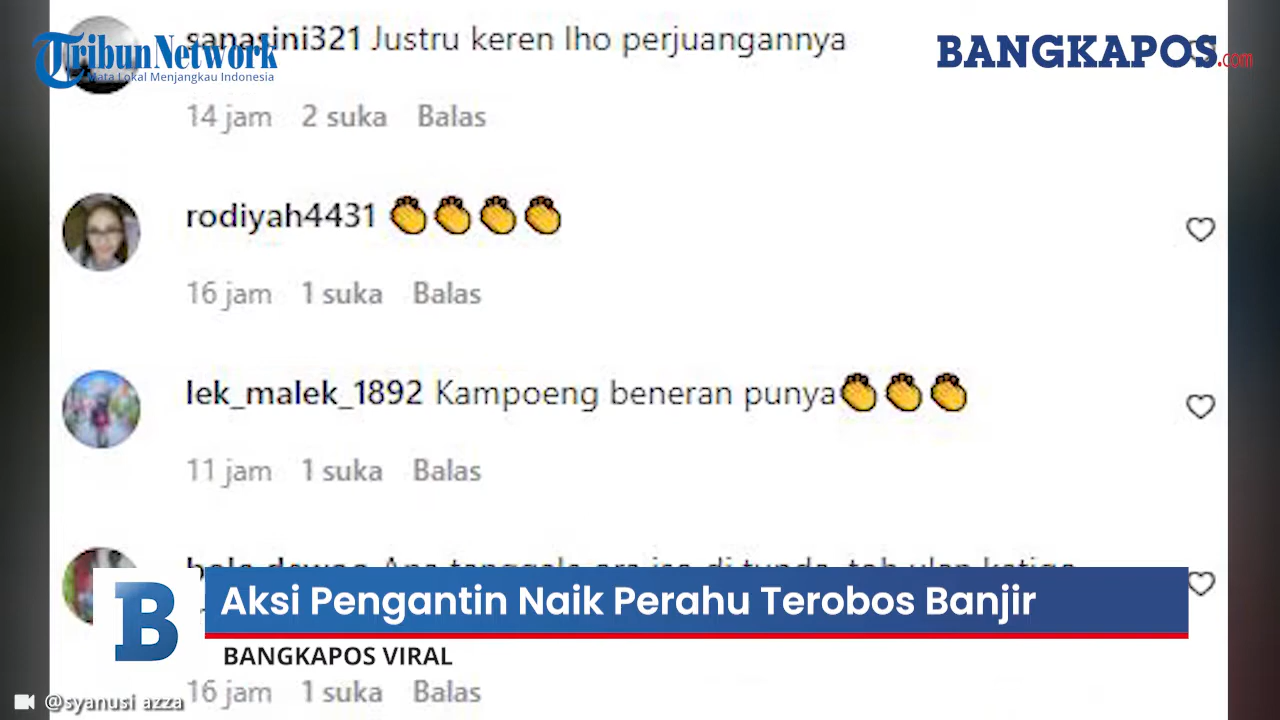 TribunNetwork
Mata Lokal Menjangkau Indonesia
BANGKAPOS.com
sanasini321 Justru keren lho perjuangannya
14 jam 2 suka Balas
rodiyah4431 👏👏👏👏
16 jam 1 suka Balas
lek_malek_1892 Kampoeng beneran punya👏👏👏
11 jam 1 suka Balas
B
Aksi Pengantin Naik Perahu Terobos Banjir
BANGKAPOS VIRAL
16 jam 1 suka Balas
@syanusi azza